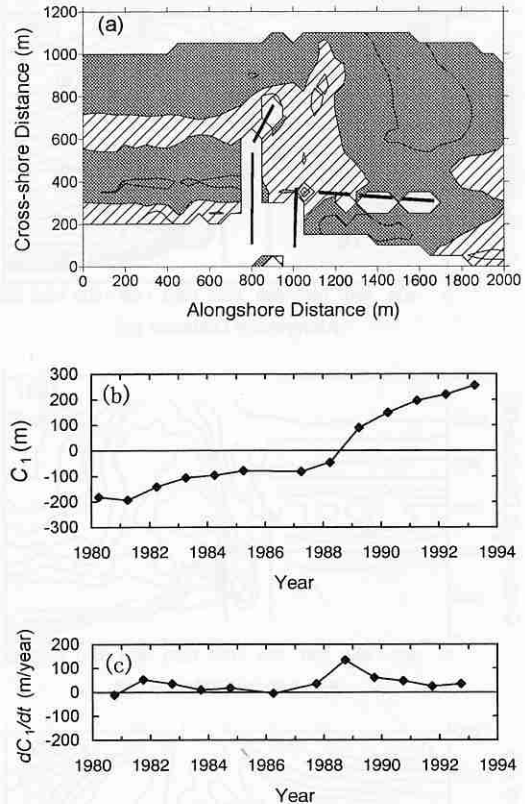 (a)
Cross-shore Distance (m)
1200
1000
800
600
400
200
0
0 200 400 600 800 1000 1200 1400 1600 1800 2000
Alongshore Distance (m)
(b)
C₁ (m)
300
200
100
0
-100
-200
-300
1980 1982 1984 1986 1988 1990 1992 1994
Year
(c)
dC₁/dt (m/year)
200
100
0
-100
-200
1980 1982 1984 1986 1988 1990 1992 1994
Year